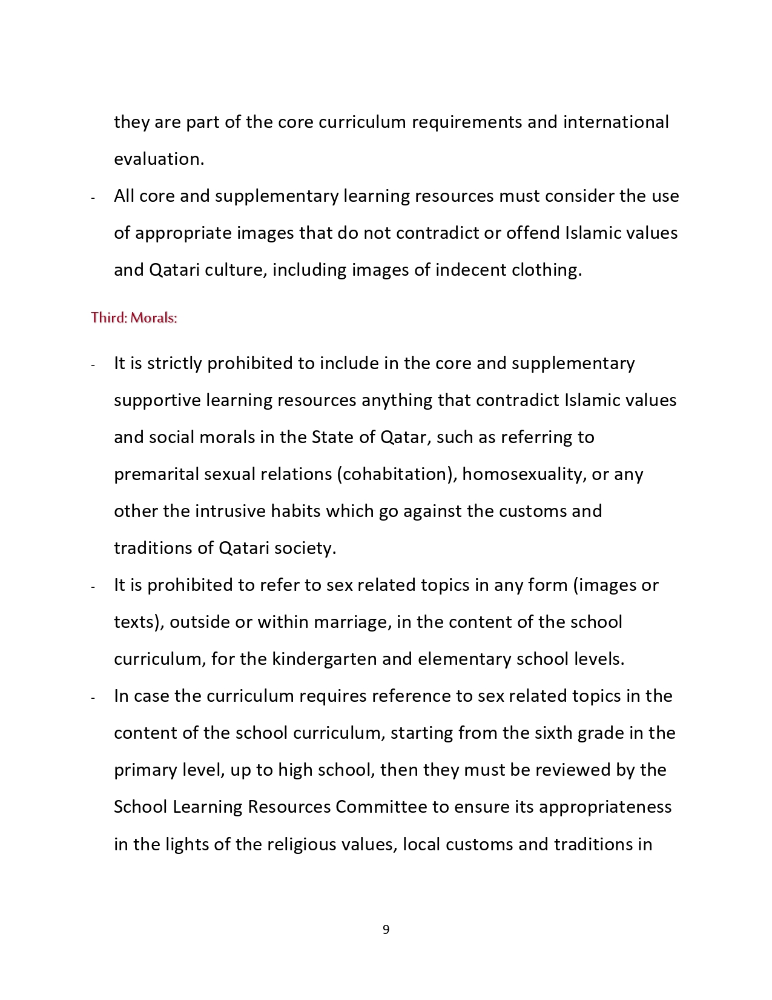 they are part of the core curriculum requirements and international
evaluation.
- All core and supplementary learning resources must consider the use
of appropriate images that do not contradict or offend Islamic values
and Qatari culture, including images of indecent clothing.
Third: Morals:
- It is strictly prohibited to include in the core and supplementary
supportive learning resources anything that contradict Islamic values
and social morals in the State of Qatar, such as referring to
premarital sexual relations (cohabitation), homosexuality, or any
other the intrusive habits which go against the customs and
traditions of Qatari society.
- It is prohibited to refer to sex related topics in any form (images or
texts), outside or within marriage, in the content of the school
curriculum, for the kindergarten and elementary school levels.
- In case the curriculum requires reference to sex related topics in the
content of the school curriculum, starting from the sixth grade in the
primary level, up to high school, then they must be reviewed by the
School Learning Resources Committee to ensure its appropriateness
in the lights of the religious values, local customs and traditions in
9